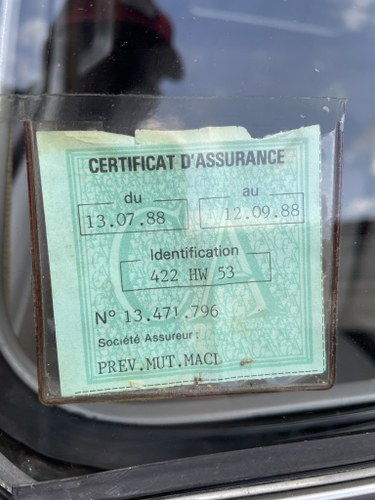 CERTIFICAT D'ASSURANCE
du au
13.07.88 12.09.88
Identification
422 HW 53
N° 13.471.796
Société Assureur :
PREV.MUT.MACL